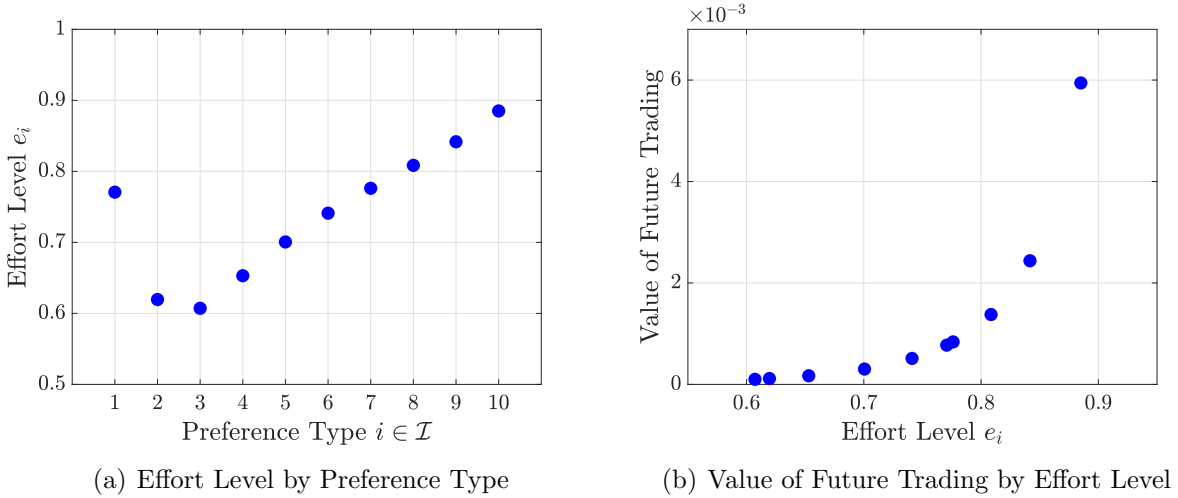 1
0.9
0.8
0.7
0.6
0.5
Effort Level e_i
1 2 3 4 5 6 7 8 9 10
Preference Type i ∈ I
(a) Effort Level by Preference Type
×10⁻³
6
4
2
0
Value of Future Trading
0.6 0.7 0.8 0.9
Effort Level e_i
(b) Value of Future Trading by Effort Level